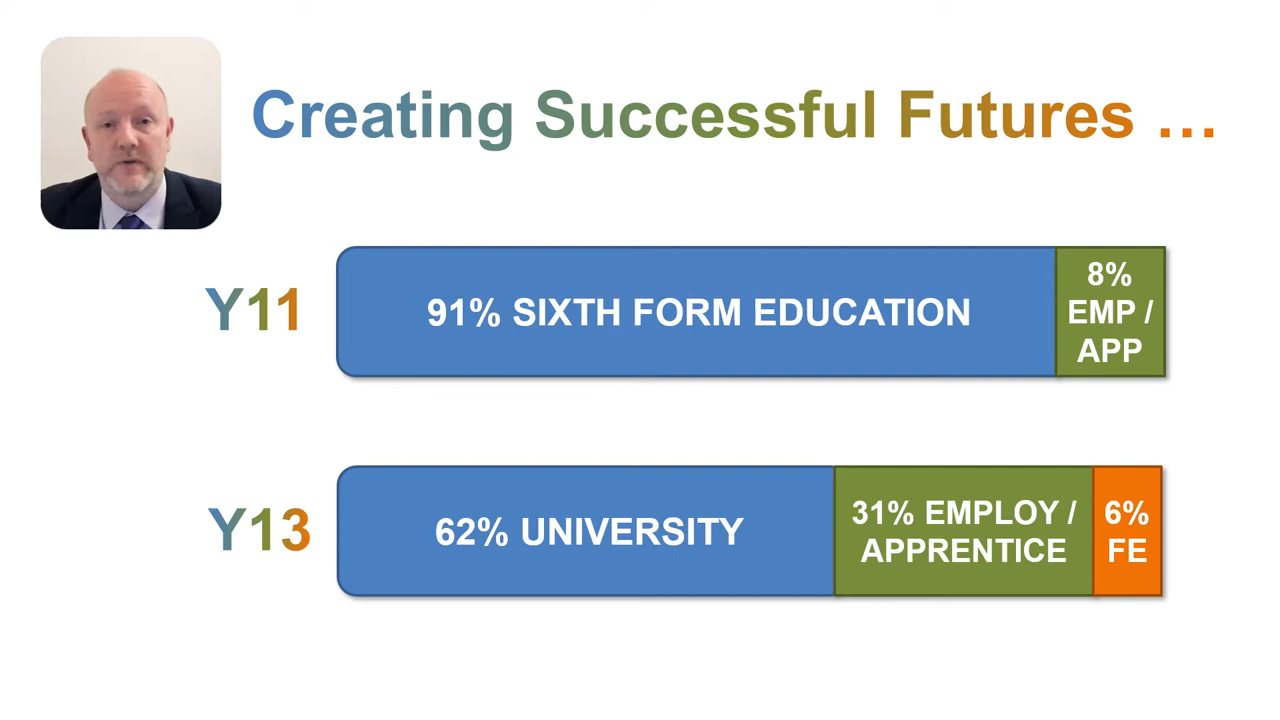 Creating Successful Futures ...
Y11
91% SIXTH FORM EDUCATION
8%
EMP /
APP
Y13
62% UNIVERSITY
31% EMPLOY /
APPRENTICE
6%
FE